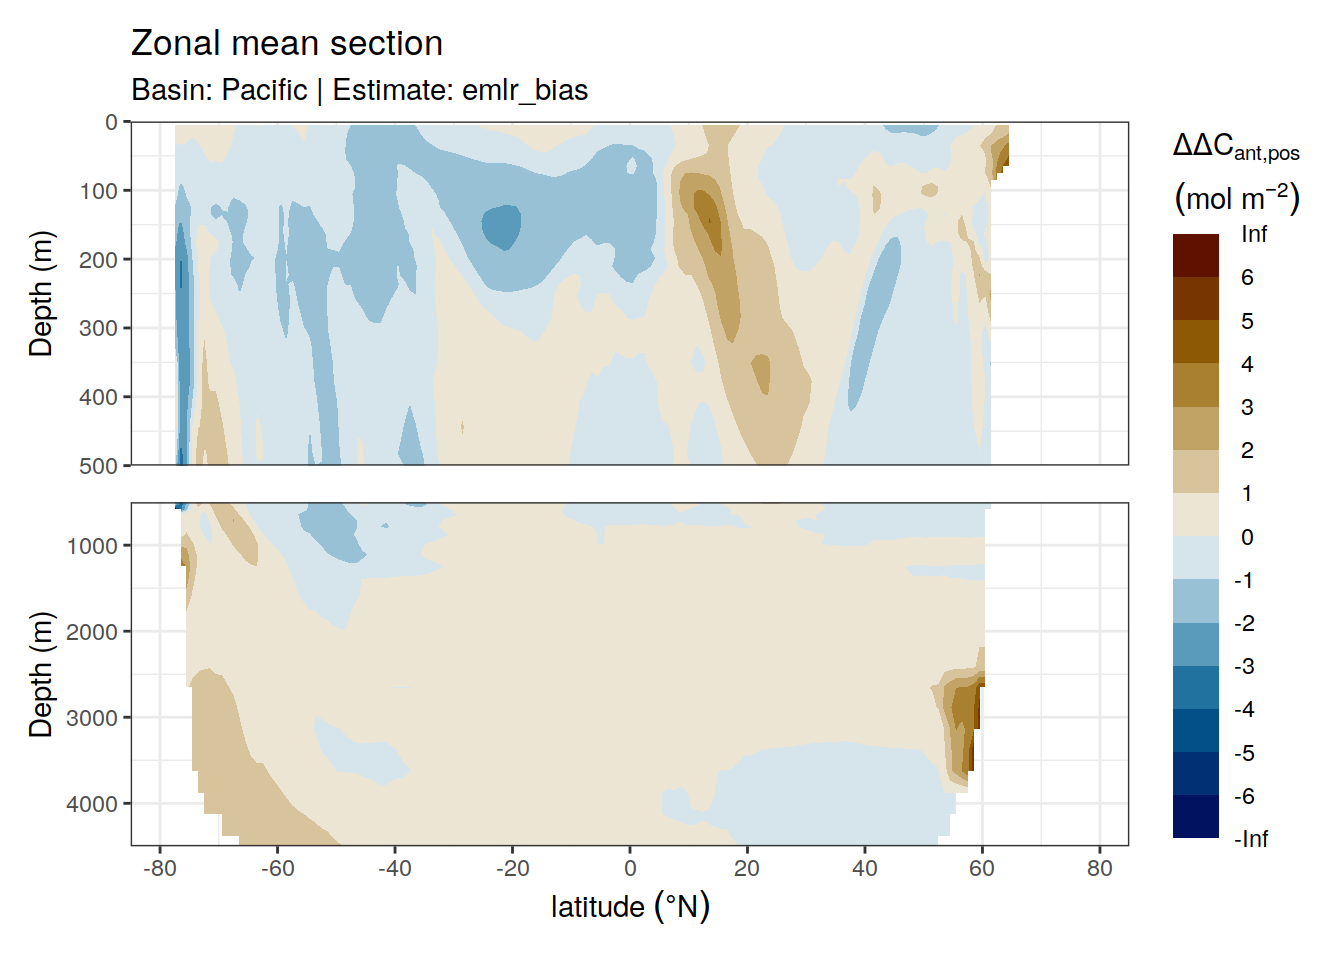 Zonal mean section
Basin: Pacific | Estimate: emlr_bias
0
100
200
300
400
500
Depth (m)
1000
2000
3000
4000
Depth (m)
-80 -60 -40 -20 0 20 40 60 80
latitude (°N)
ΔΔC_ant,pos
(mol m⁻²)
Inf
6
5
4
3
2
1
0
-1
-2
-3
-4
-5
-6
-Inf